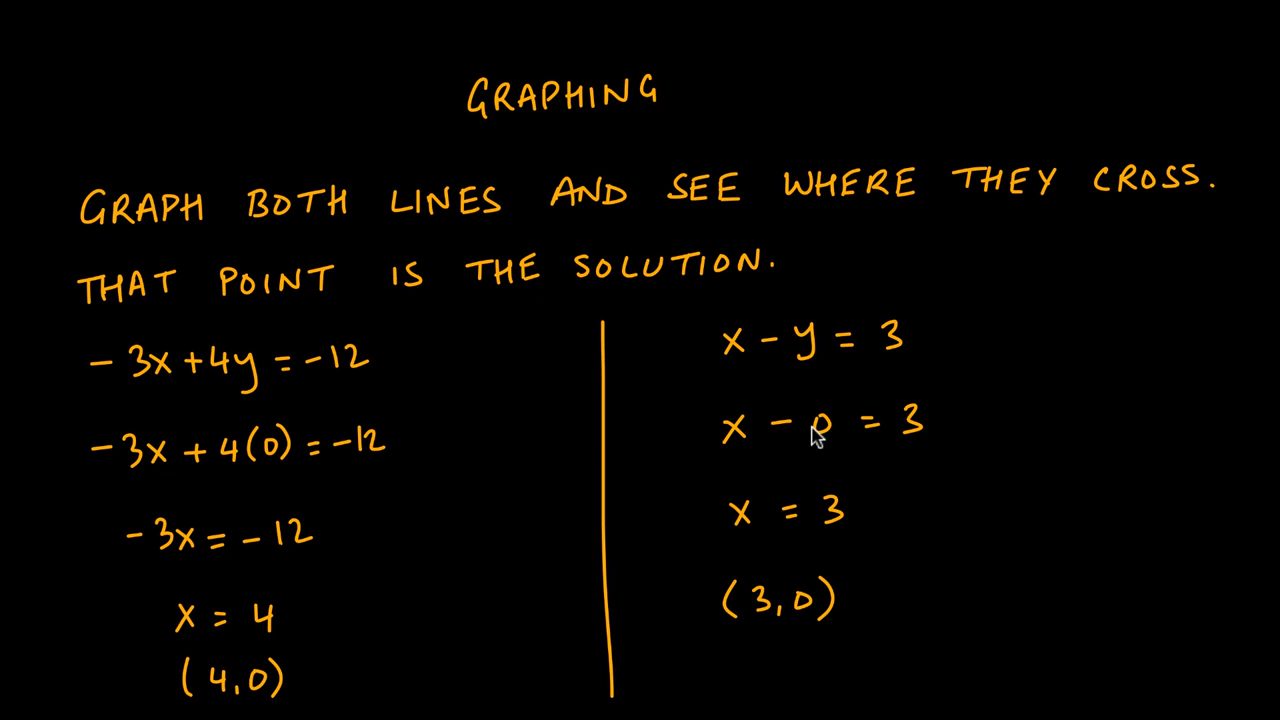 GRAPHING
GRAPH BOTH LINES AND SEE WHERE THEY CROSS.
THAT POINT IS THE SOLUTION.
-3x+4y=-12
-3x+4(0)=-12
-3x=-12
x=4
(4,0)
x-y=3
x-0=3
x=3
(3,0)